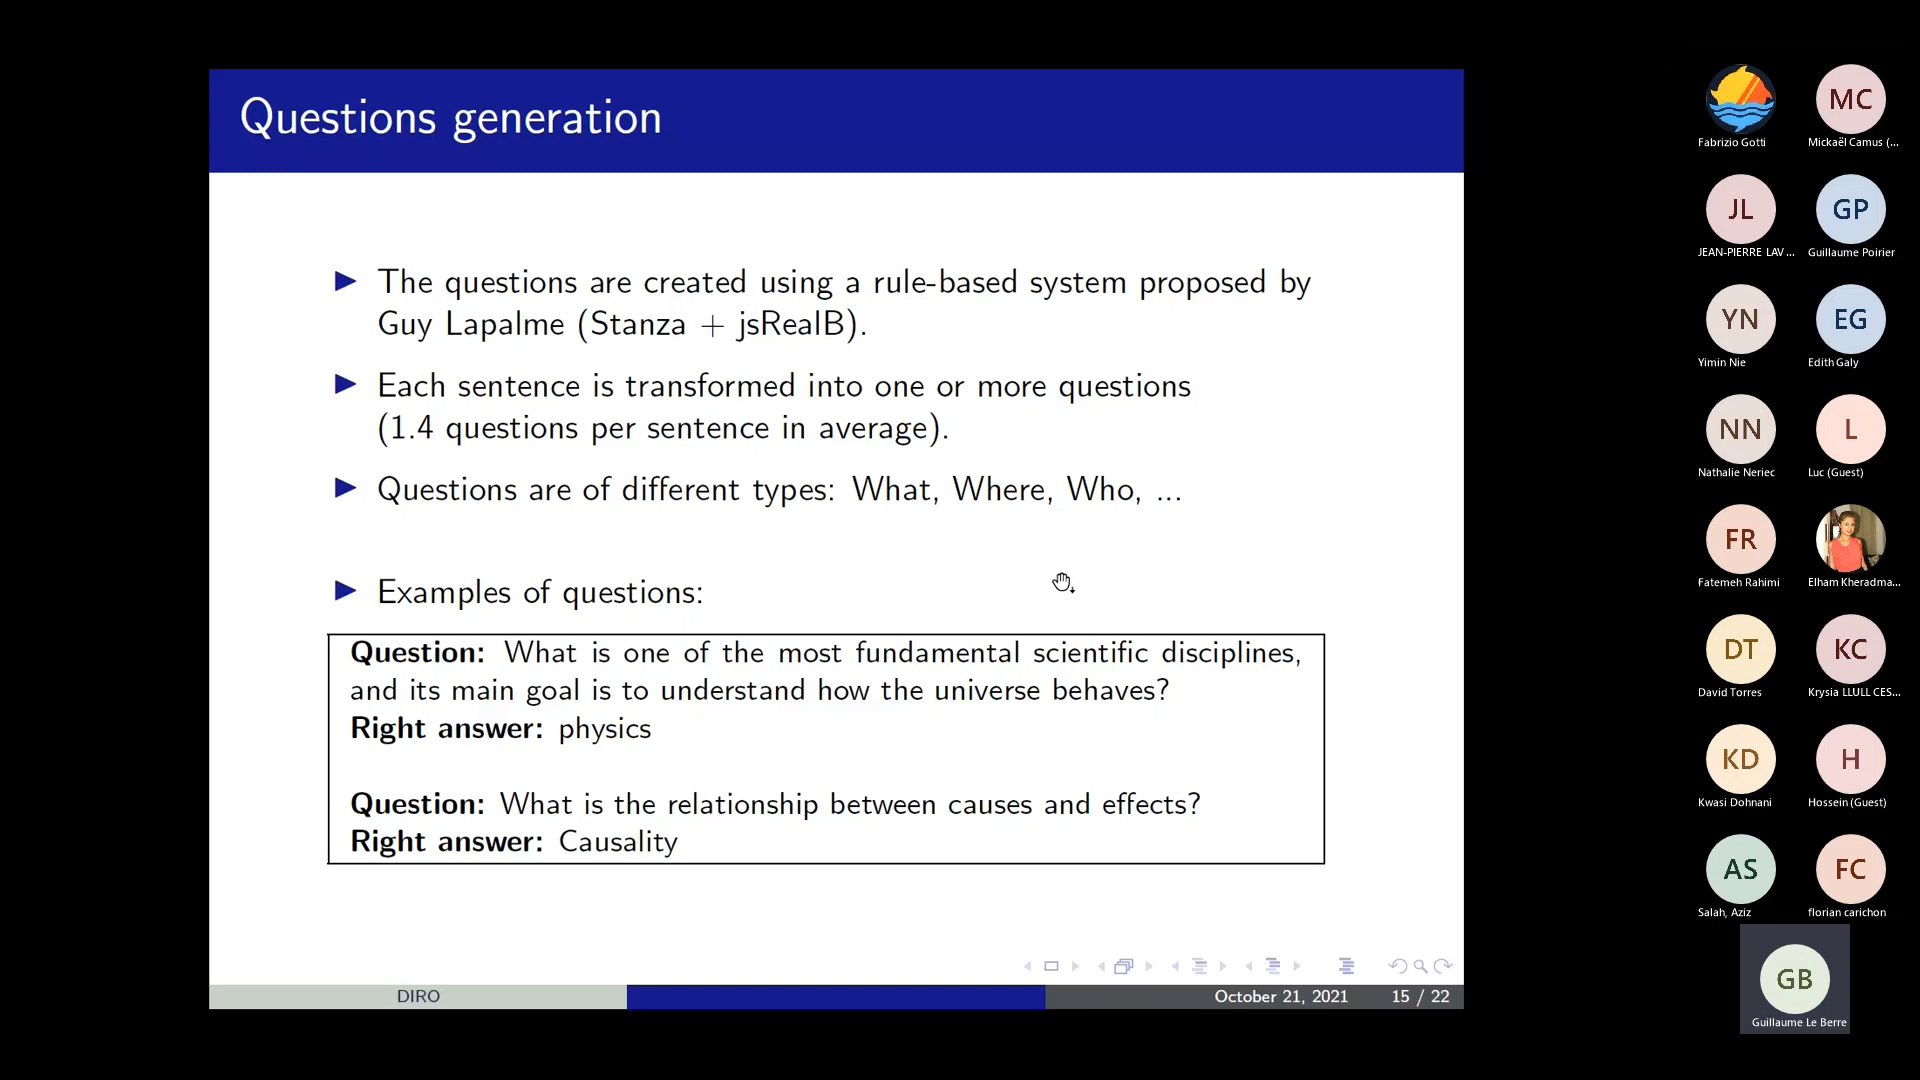 Questions generation
The questions are created using a rule-based system proposed by
Guy Lapalme (Stanza + jsRealB).
Each sentence is transformed into one or more questions
(1.4 questions per sentence in average).
Questions are of different types: What, Where, Who, ...
Examples of questions:
Question: What is one of the most fundamental scientific disciplines,
and its main goal is to understand how the universe behaves?
Right answer: physics
Question: What is the relationship between causes and effects?
Right answer: Causality
DIRO
October 21, 2021 15 / 22
MC
Fabrizio Gotti
Mickaël Camus (...
JL
GP
JEAN-PIERRE LAV ...
Guillaume Poirier
YN
EG
Yimin Nie
Edith Galy
NN
L
Nathalie Neriec
Luc (Guest)
FR
Fatemeh Rahimi
Elham Kheradma...
DT
KC
David Torres
Krysia LLULL CES...
KD
H
Kwasi Dohnani
Hossein (Guest)
AS
FC
Salah, Aziz
florian carichon
GB
Guillaume Le Berre